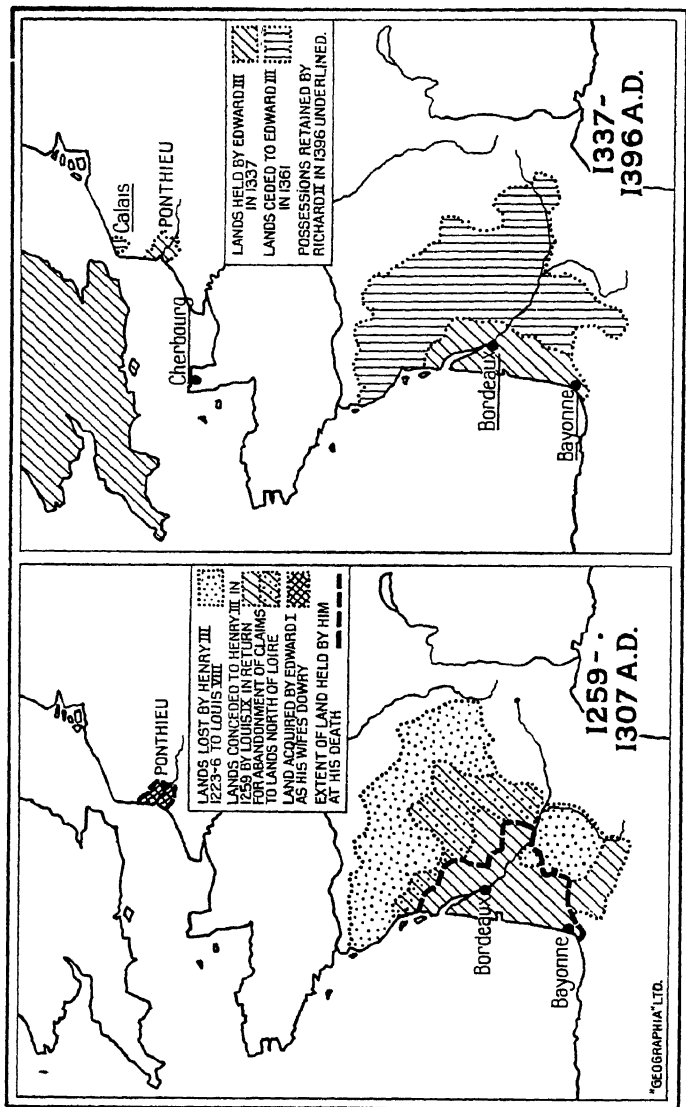 PONTHIEU
LANDS LOST BY HENRY III
1223-6 TO LOUIS VIII
LANDS CONCEDED TO HENRY III IN
1259 BY LOUIS IX IN RETURN
FOR ABANDONMENT OF CLAIMS
TO LANDS NORTH OF LOIRE
LAND ACQUIRED BY EDWARD I
AS HIS WIFES DOWRY
EXTENT OF LAND HELD BY HIM
AT HIS DEATH
Bordeaux
Bayonne
1259-.
1307 A.D.
"GEOGRAPHIA" LTD.
Calais
PONTHIEU
Cherbourg
LANDS HELD BY EDWARD III
IN 1337
LANDS CEDED TO EDWARD III
IN 1361
POSSESSIONS RETAINED BY
RICHARD II IN 1396 UNDERLINED.
Bordeaux
Bayonne
1337-
1396 A.D.